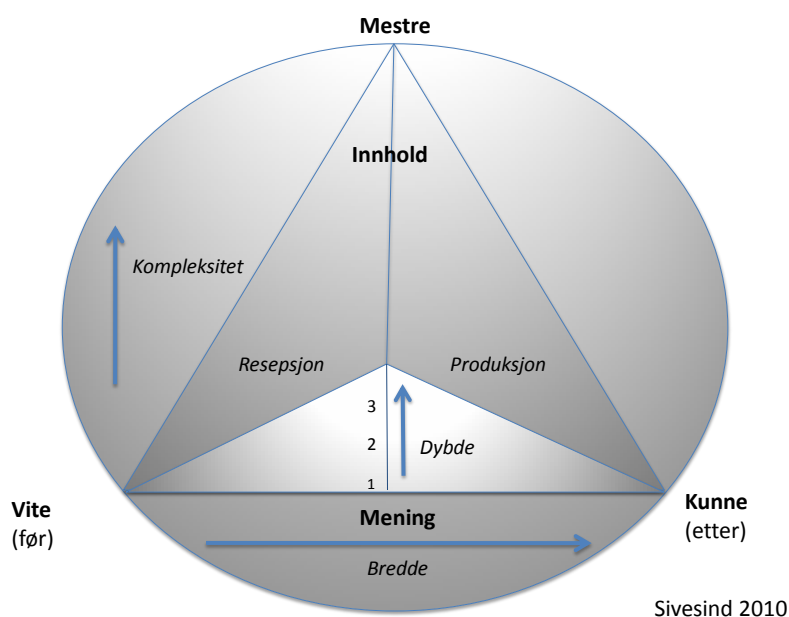 Mestre
Innhold
Kompleksitet
Resepsjon
Produksjon
3
2
Dybde
1
Vite
(før)
Mening
Kunne
(etter)
Bredde
Sivesind 2010